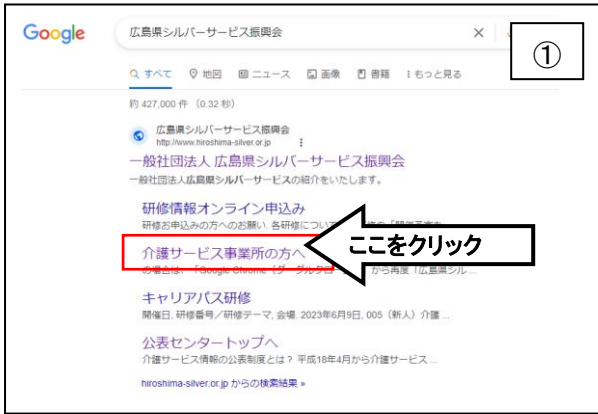 Google
広島県シルバーサービス振興会
①
すべて 地図 ニュース 画像 書籍 もっと見る
約 427,000 件 (0.32 秒)
広島県シルバーサービス振興会
http://www.hiroshima-silver.or.jp
一般社団法人 広島県シルバーサービス振興会
一般社団法人広島県シルバーサービスの紹介をいたします。
研修情報オンライン申込み
研修お申込みの方へのお願い. 各研修につい
介護サービス事業所の方へ
ここをクリック
の場合は、「Google Chrome から再度「広島県シル ...
キャリアパス研修
開催日, 研修番号／研修テーマ, 会場. 2023年6月9日, 005（新人）介護 ...
公表センタートップへ
介護サービス情報の公表制度とは？ 平成18年4月から介護サービス ...
hiroshima-silver.or.jp からの検索結果 »